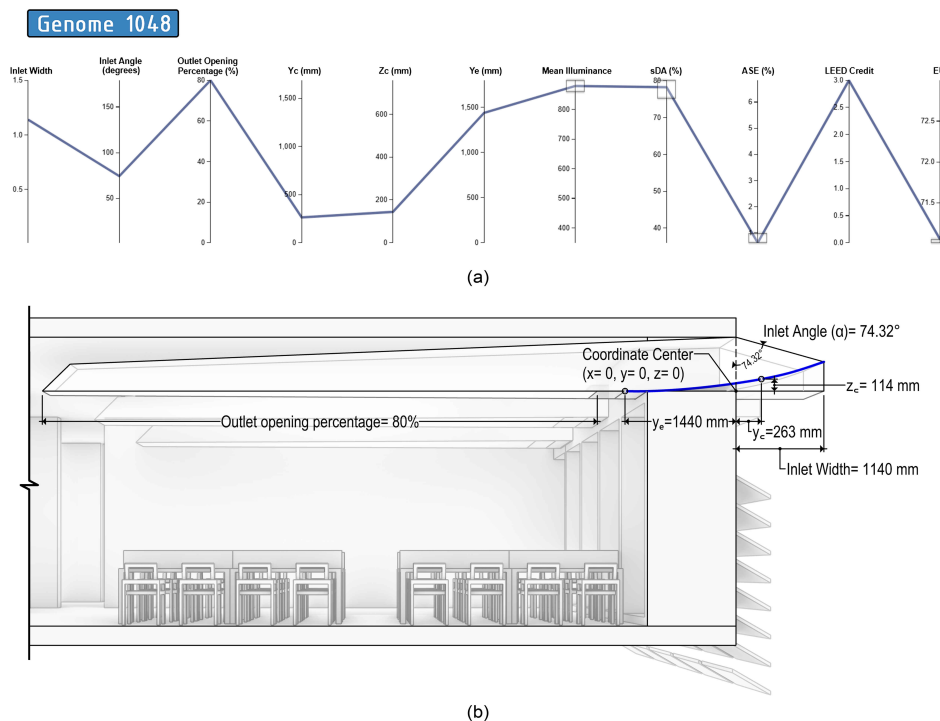 Genome 1048
Inlet Width
Inlet Angle
(degrees)
Outlet Opening
Percentage (%)
Yc (mm)
Zc (mm)
Ye (mm)
Mean Illuminance
sDA (%)
ASE (%)
LEED Credit
EU
1.5
1.0
0.5
150
100
50
80
60
40
20
0
1,500
1,000
500
0
600
400
200
0
1,500
1,000
500
0
900
800
700
600
500
400
80
70
60
50
40
6
5
4
3
2
1
3.0
2.5
2.0
1.5
1.0
0.5
0.0
72.5
71.5
(a)
Inlet Angle (α)= 74.32°
74.32°
Coordinate Center
(x= 0, y= 0, z= 0)
zc= 114 mm
Outlet opening percentage= 80%
ye=1440 mm
yc=263 mm
Inlet Width= 1140 mm
(b)